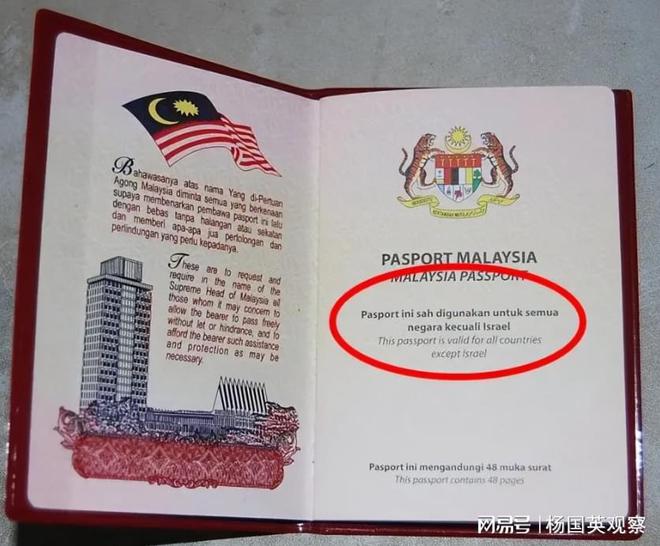 Bahawasanya atas nama Yang di-Pertuan
Agong Malaysia diminta semua yang berkenaan
supaya membenarkan pembawa pasport ini lalu
dengan bebas tanpa halangan atau sekatan
dan memberi apa-apa jua pertolongan dan
perlindungan yang perlu kepadanya.
These are to request and
require in the name of the
Supreme Head of Malaysia all
those whom it may concern to
allow the bearer to pass freely
without let or hindrance, and to
afford the bearer such assistance
and protection as may be
necessary.
PASPORT MALAYSIA
MALAYSIA PASSPORT
Pasport ini sah digunakan untuk semua
negara kecuali Israel
This passport is valid for all countries
except Israel
Pasport ini mengandungi 48 muka surat
This passport contains 48 pages
网易号 | 杨国英观察